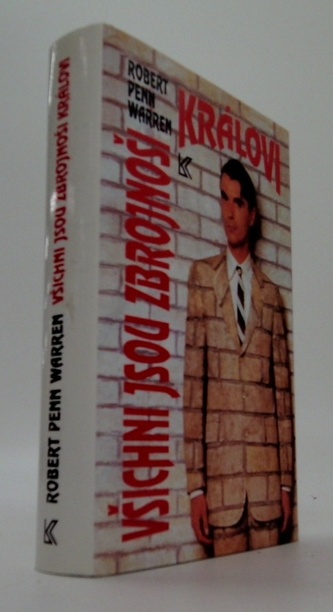 ROBERT
PENN
WARREN
VŠICHNI JSOU ZBROJNOŠI
KRÁLOVI
ROBERT PENN WARREN VŠICHNI JSOU ZBROJNOŠI KRÁLOVI